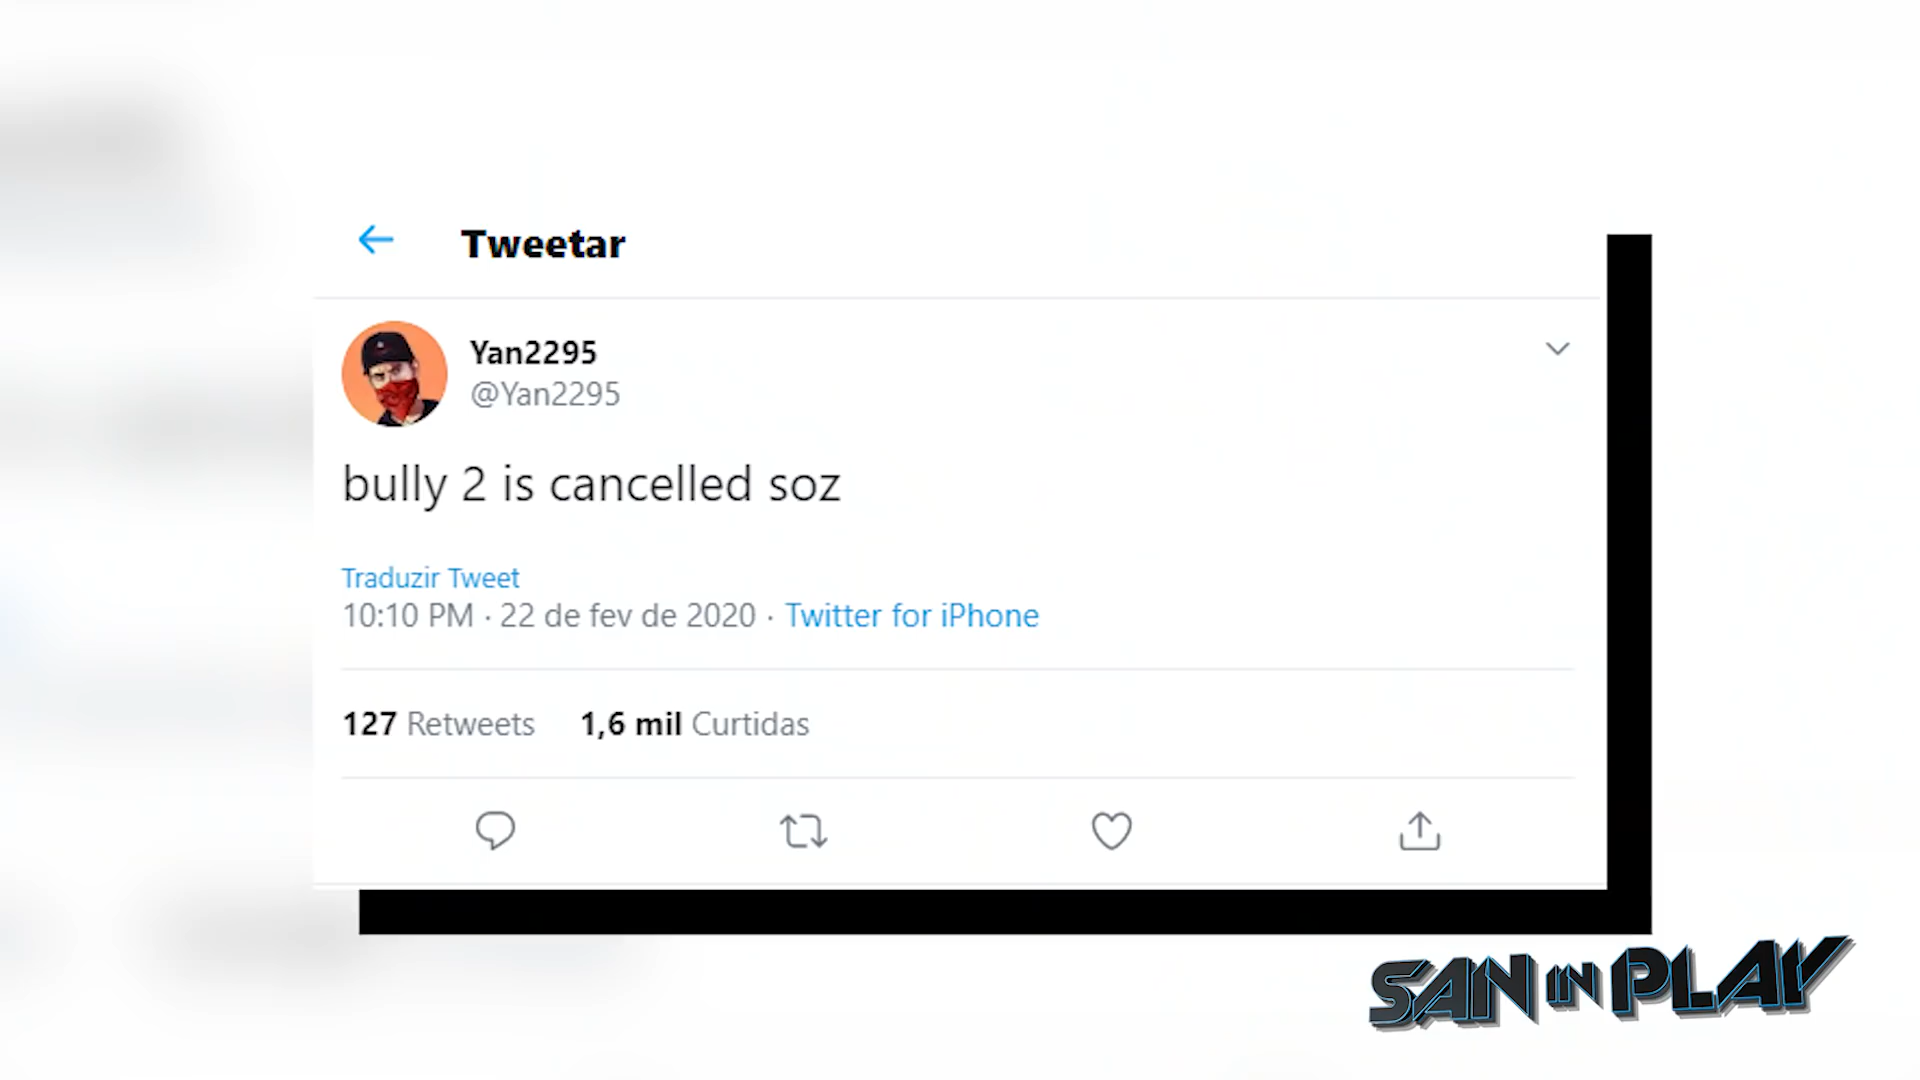 Tweetar
Yan2295
@Yan2295
bully 2 is cancelled soz
Traduzir Tweet
10:10 PM · 22 de fev de 2020 · Twitter for iPhone
127 Retweets 1,6 mil Curtidas
SAN IN PLAY